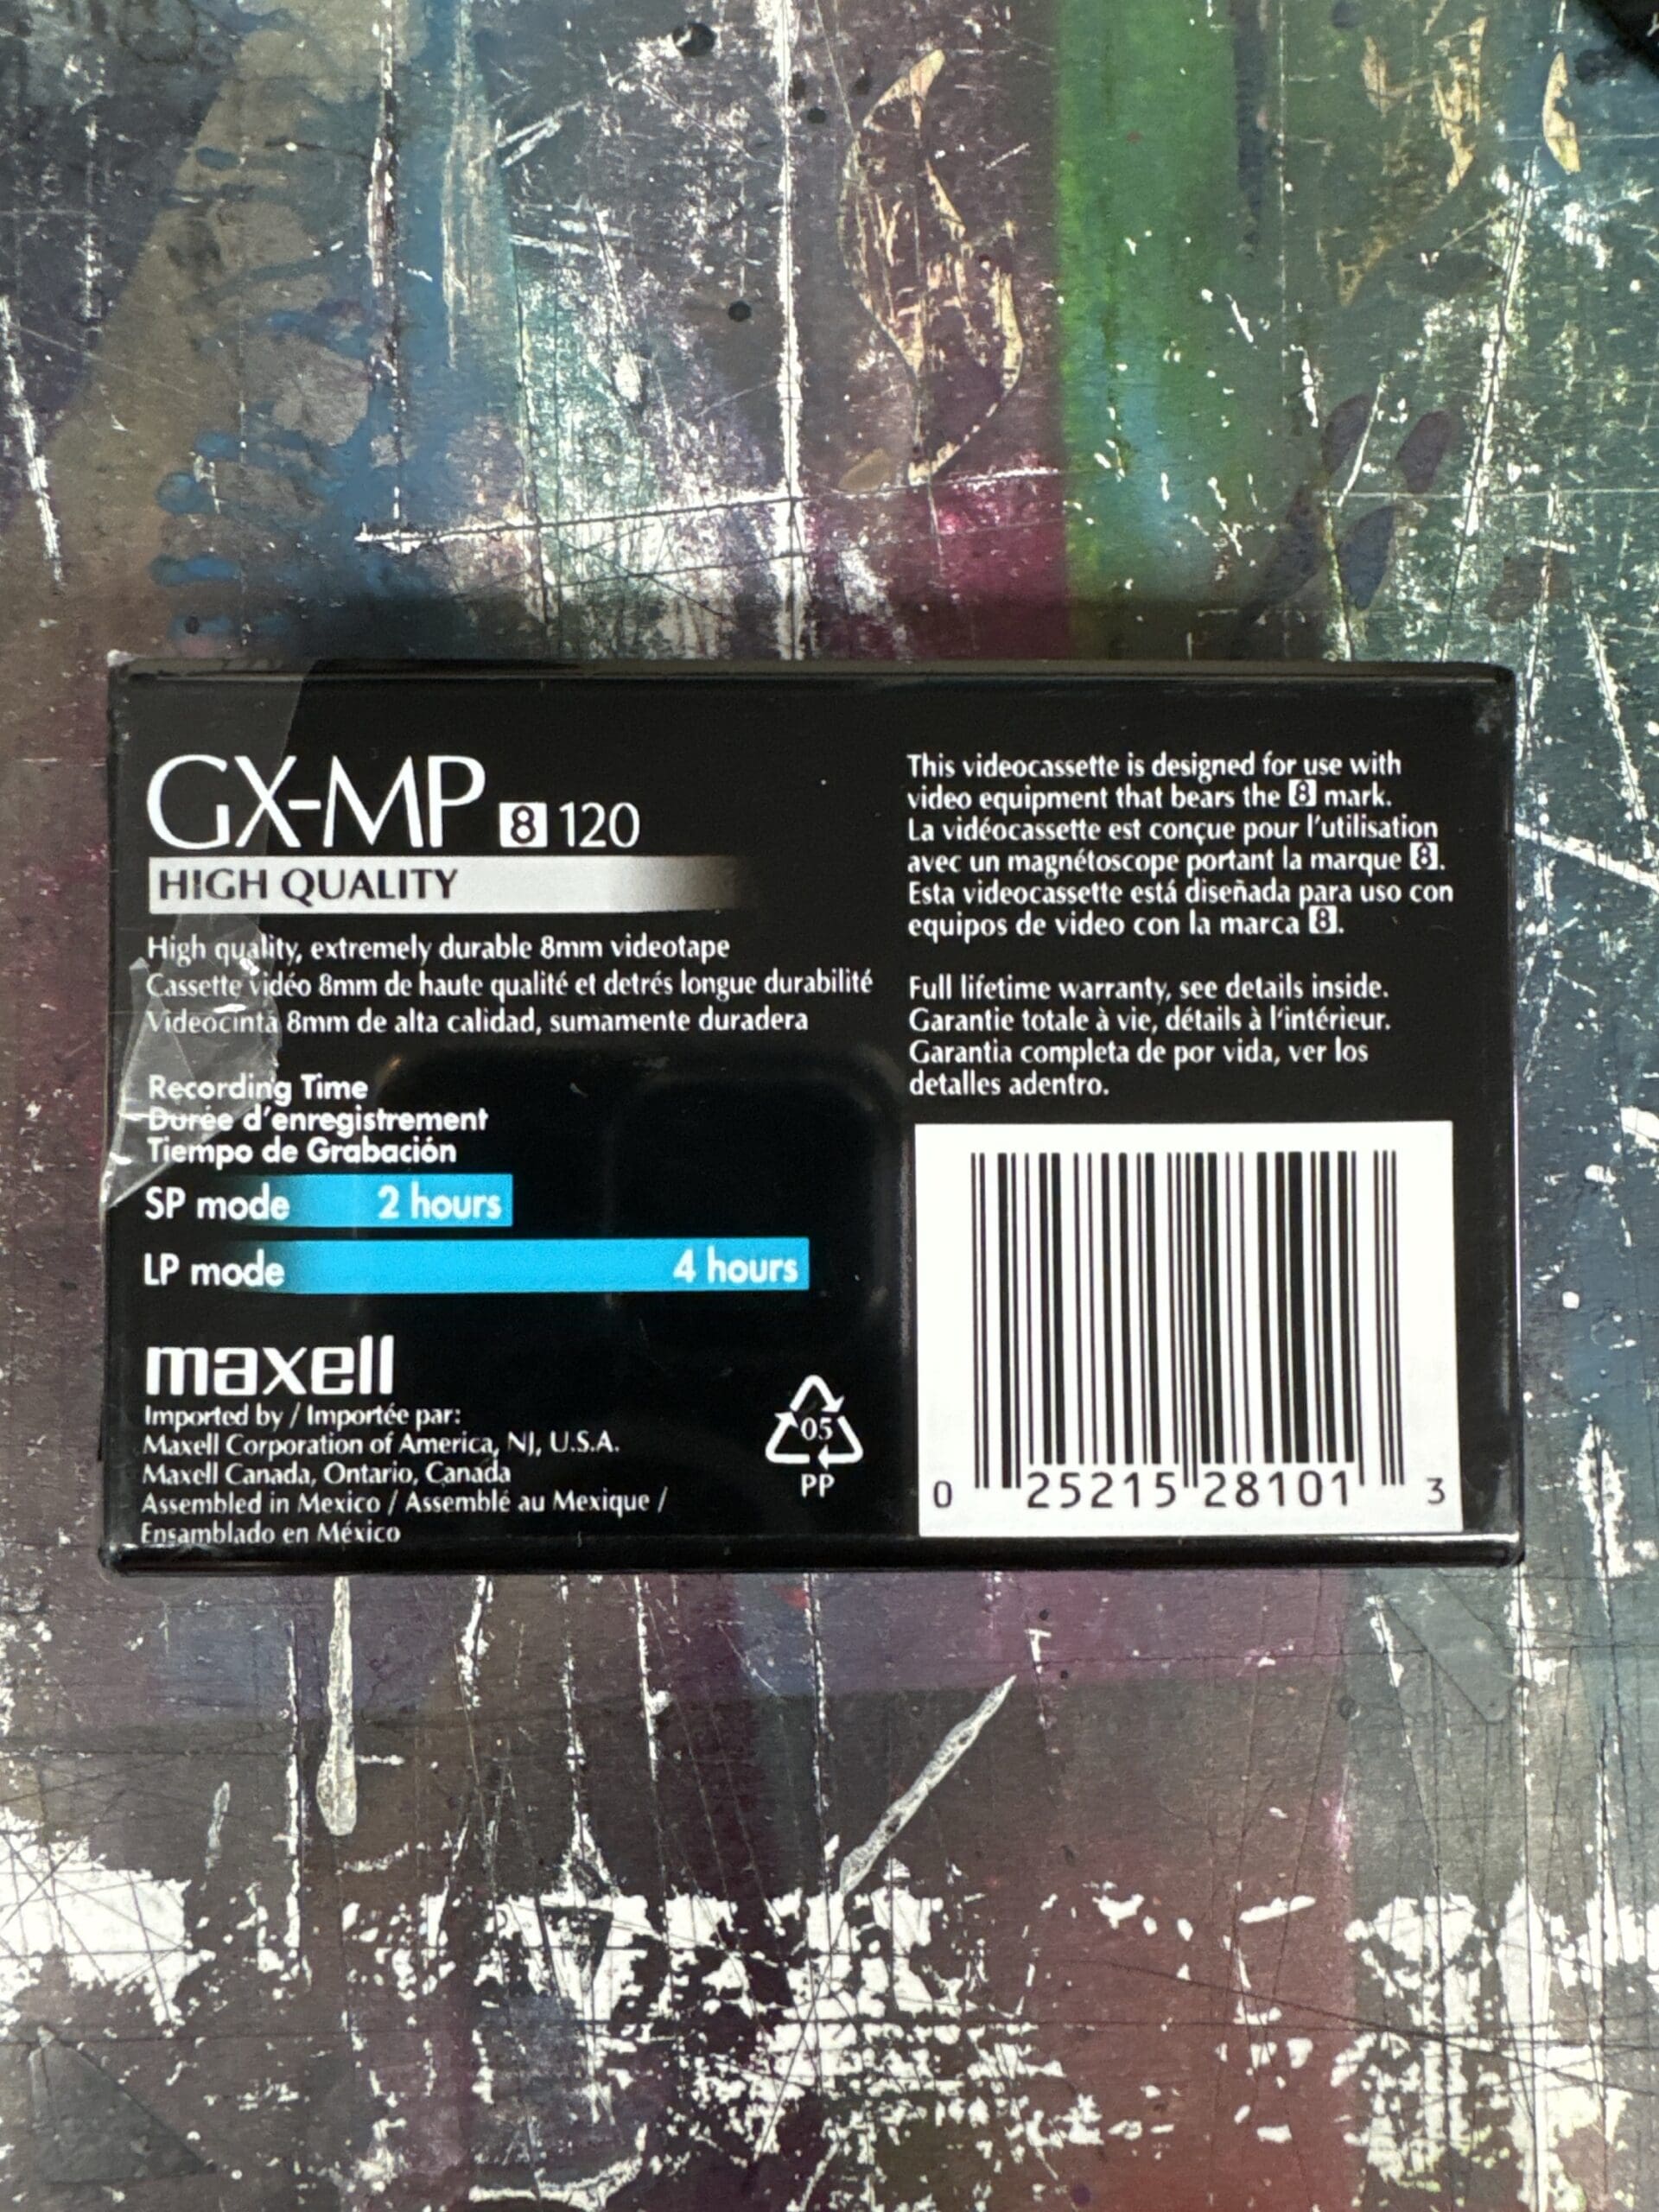 GX-MP 8 120
HIGH QUALITY
High quality, extremely durable 8mm videotape
Cassette vidéo 8mm de haute qualité et detrés longue durabilité
Videocinta 8mm de alta calidad, sumamente duradera
Recording Time
Durée d'enregistrement
Tiempo de Grabación
SP mode 2 hours
LP mode 4 hours
maxell
Imported by / Importée par:
Maxell Corporation of America, NJ, U.S.A.
Maxell Canada, Ontario, Canada
Assembled in Mexico / Assemblé au Mexique /
Ensamblado en México
05
PP
This videocassette is designed for use with
video equipment that bears the 8 mark.
La vidéocassette est conçue pour l'utilisation
avec un magnétoscope portant la marque 8.
Esta videocassette está diseñada para uso con
equipos de video con la marca 8.
Full lifetime warranty, see details inside.
Garantie totale à vie, détails à l'intérieur.
Garantia completa de por vida, ver los
detalles adentro.
0 25215 28101 3